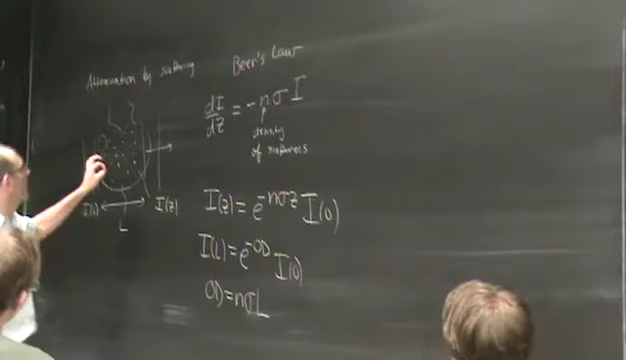 Attenuation by scattering
Beer's Law
dI/dz = -nσI
density
of scatterers
I(0)
I(z)
L
I(z) = e^{-nσz} I(0)
I(L) = e^{-OD} I(0)
OD = nσL